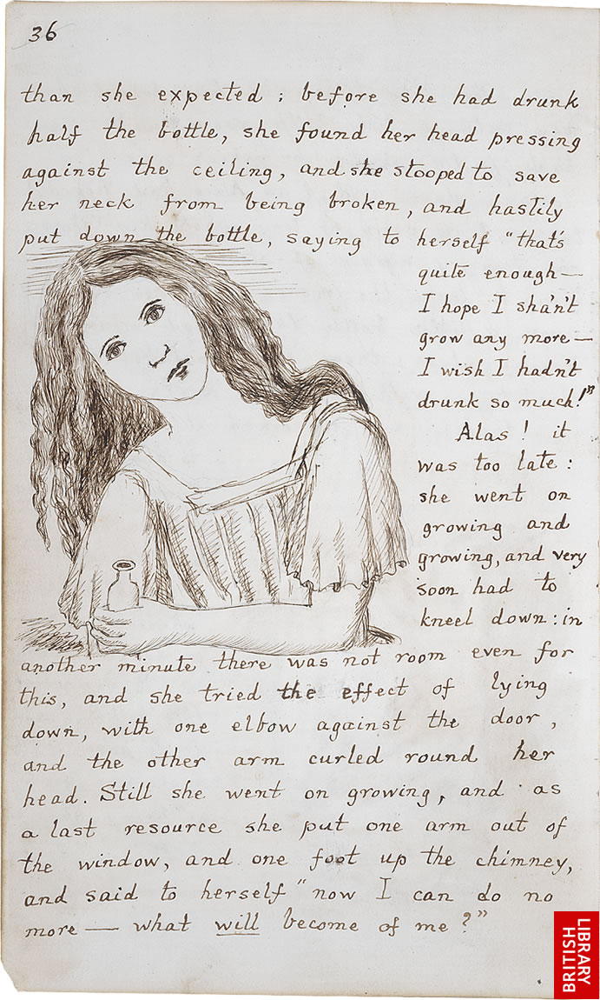 36
than she expected ; before she had drunk
half the bottle, she found her head pressing
against the ceiling, and she stooped to save
her neck from being broken, and hastily
put down the bottle, saying to herself "that's
quite enough—
I hope I sha'n't
grow any more—
I wish I hadn't
drunk so much!"
Alas! it
was too late :
she went on
growing and
growing, and very
soon had to
kneel down : in
another minute there was not room even for
this, and she tried the effect of lying
down, with one elbow against the door,
and the other arm curled round her
head. Still she went on growing, and as
a last resource she put one arm out of
the window, and one foot up the chimney,
and said to herself "now I can do no
more — what will become of me ?"
BRITISH
LIBRARY